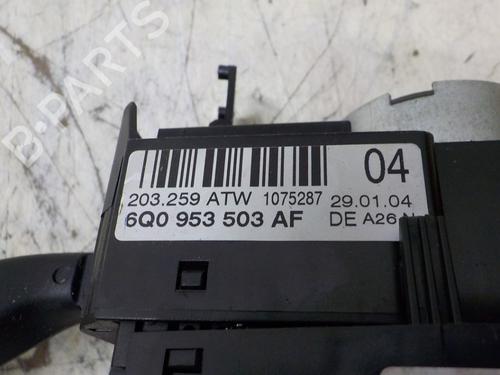 04
203.259 ATW 1075287 29.01.04
6Q0 953 503 AF DE A26 N
B-PARTS